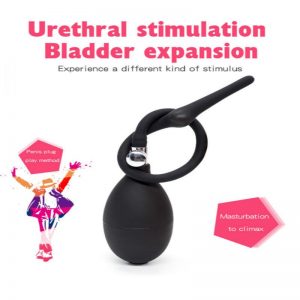 Urethral stimulation
Bladder expansion
Experience a different kind of stimulus
Penis plug
play method
Masturbation
to climax